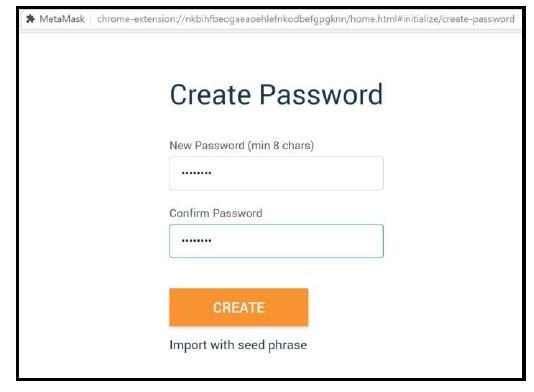 MetaMask chrome-extension://nkbihfbeogaeaoehlefnkodbefgpgknn/home.html#initialize/create-password
Create Password
New Password (min 8 chars)
••••••••
Confirm Password
••••••••
CREATE
Import with seed phrase